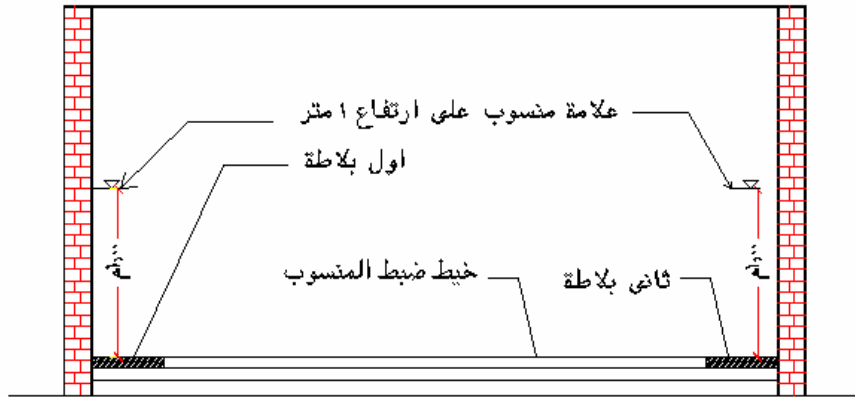 علامة منسوب على ارتفاع ١ متر
اول بلاطة
خيط ضبط المنسوب
ثانى بلاطة